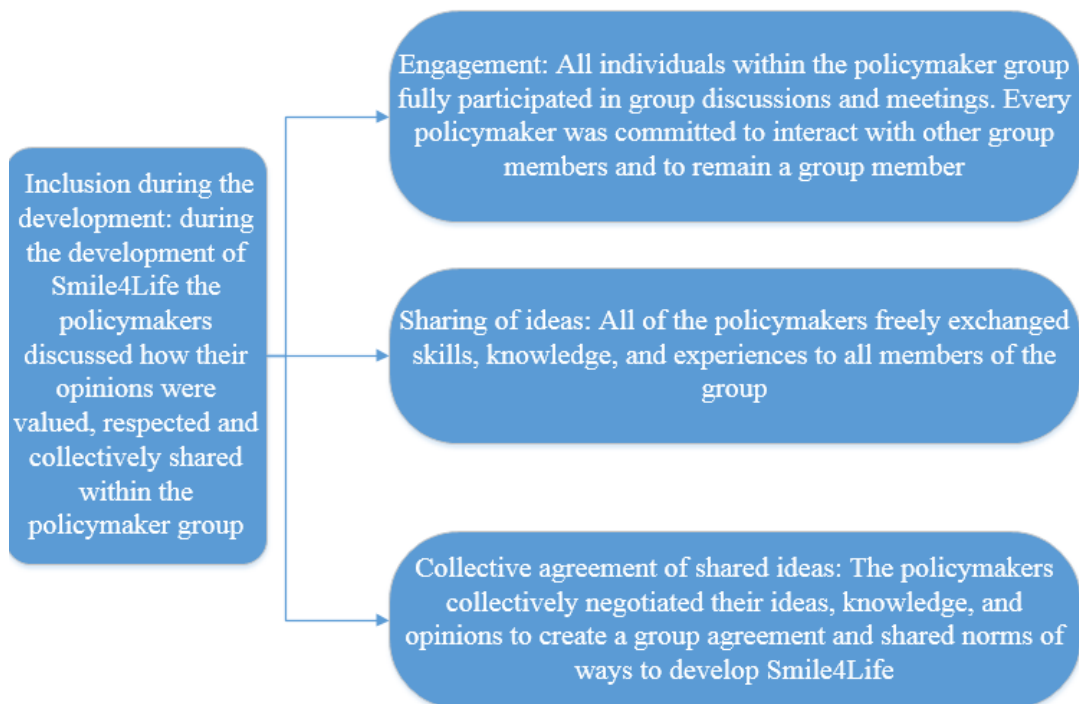 Inclusion during the
development: during
the development of
Smile4Life the
policymakers
discussed how their
opinions were
valued, respected and
collectively shared
within the
policymaker group
Engagement: All individuals within the policymaker group
fully participated in group discussions and meetings. Every
policymaker was committed to interact with other group
members and to remain a group member
Sharing of ideas: All of the policymakers freely exchanged
skills, knowledge, and experiences to all members of the
group
Collective agreement of shared ideas: The policymakers
collectively negotiated their ideas, knowledge, and
opinions to create a group agreement and shared norms of
ways to develop Smile4Life